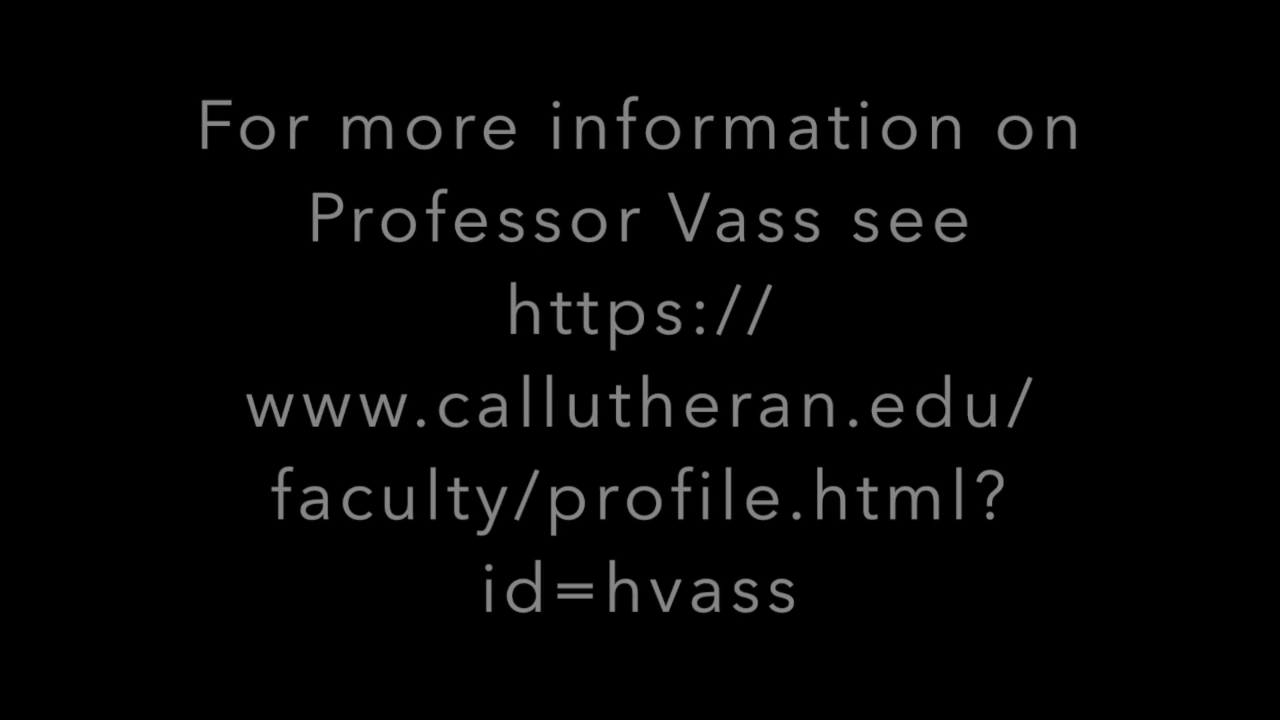 For more information on
Professor Vass see
https://
www.callutheran.edu/
faculty/profile.html?
id=hvass